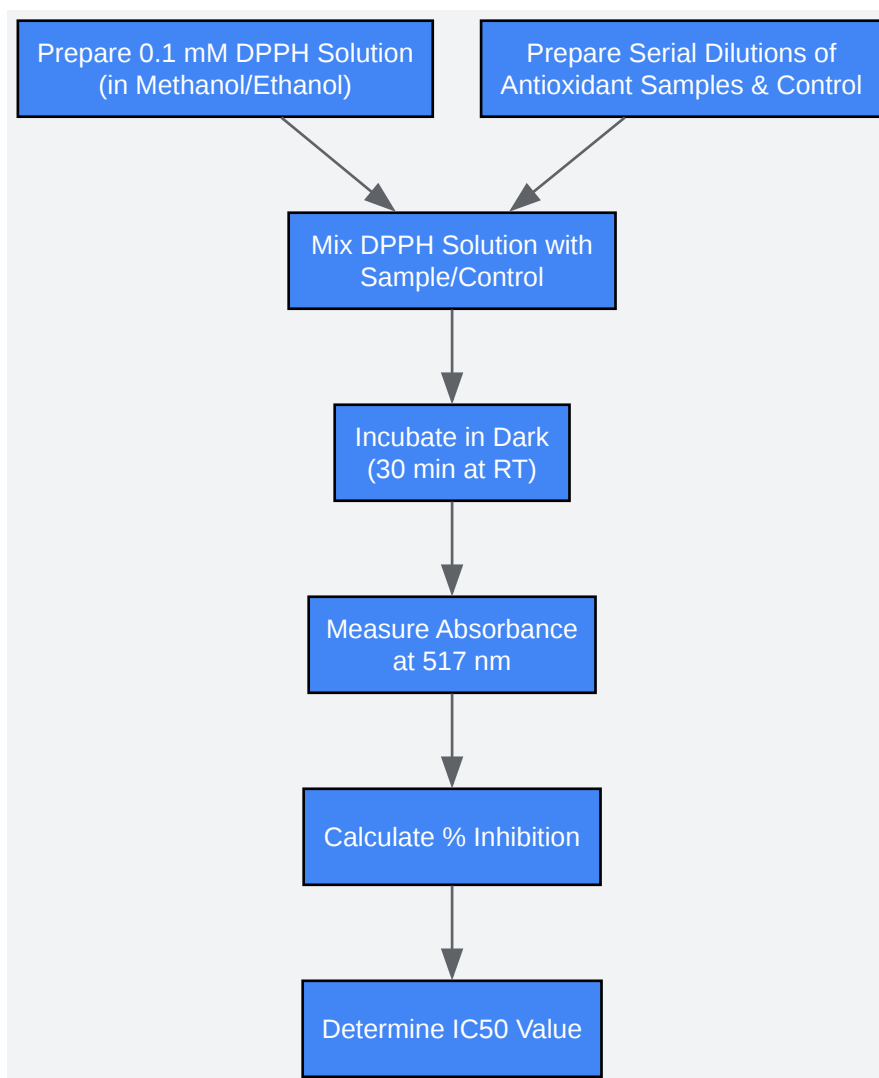 Prepare 0.1 mM DPPH Solution
(in Methanol/Ethanol)
Prepare Serial Dilutions of
Antioxidant Samples & Control
Mix DPPH Solution with
Sample/Control
Incubate in Dark
(30 min at RT)
Measure Absorbance
at 517 nm
Calculate % Inhibition
Determine IC50 Value